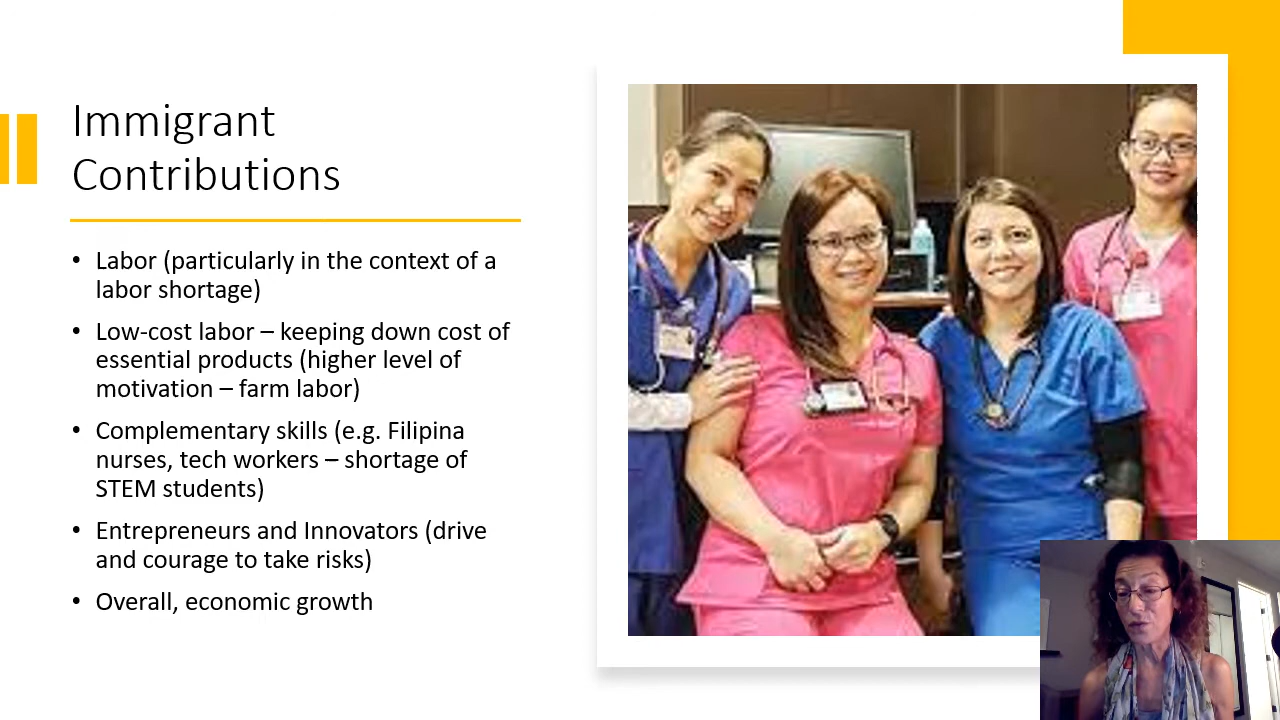 Immigrant
Contributions
• Labor (particularly in the context of a
labor shortage)
• Low-cost labor – keeping down cost of
essential products (higher level of
motivation – farm labor)
• Complementary skills (e.g. Filipina
nurses, tech workers – shortage of
STEM students)
• Entrepreneurs and Innovators (drive
and courage to take risks)
• Overall, economic growth